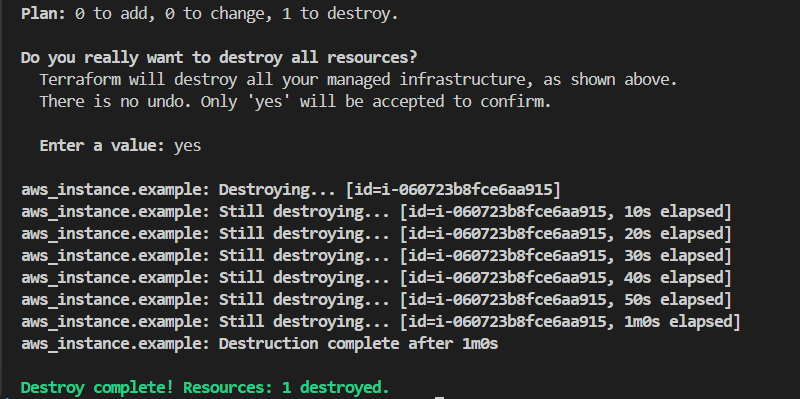 Plan: 0 to add, 0 to change, 1 to destroy.
Do you really want to destroy all resources?
Terraform will destroy all your managed infrastructure, as shown above.
There is no undo. Only 'yes' will be accepted to confirm.
Enter a value: yes
aws_instance.example: Destroying... [id=i-060723b8fce6aa915]
aws_instance.example: Still destroying... [id=i-060723b8fce6aa915, 10s elapsed]
aws_instance.example: Still destroying... [id=i-060723b8fce6aa915, 20s elapsed]
aws_instance.example: Still destroying... [id=i-060723b8fce6aa915, 30s elapsed]
aws_instance.example: Still destroying... [id=i-060723b8fce6aa915, 40s elapsed]
aws_instance.example: Still destroying... [id=i-060723b8fce6aa915, 50s elapsed]
aws_instance.example: Still destroying... [id=i-060723b8fce6aa915, 1m0s elapsed]
aws_instance.example: Destruction complete after 1m0s
Destroy complete! Resources: 1 destroyed.